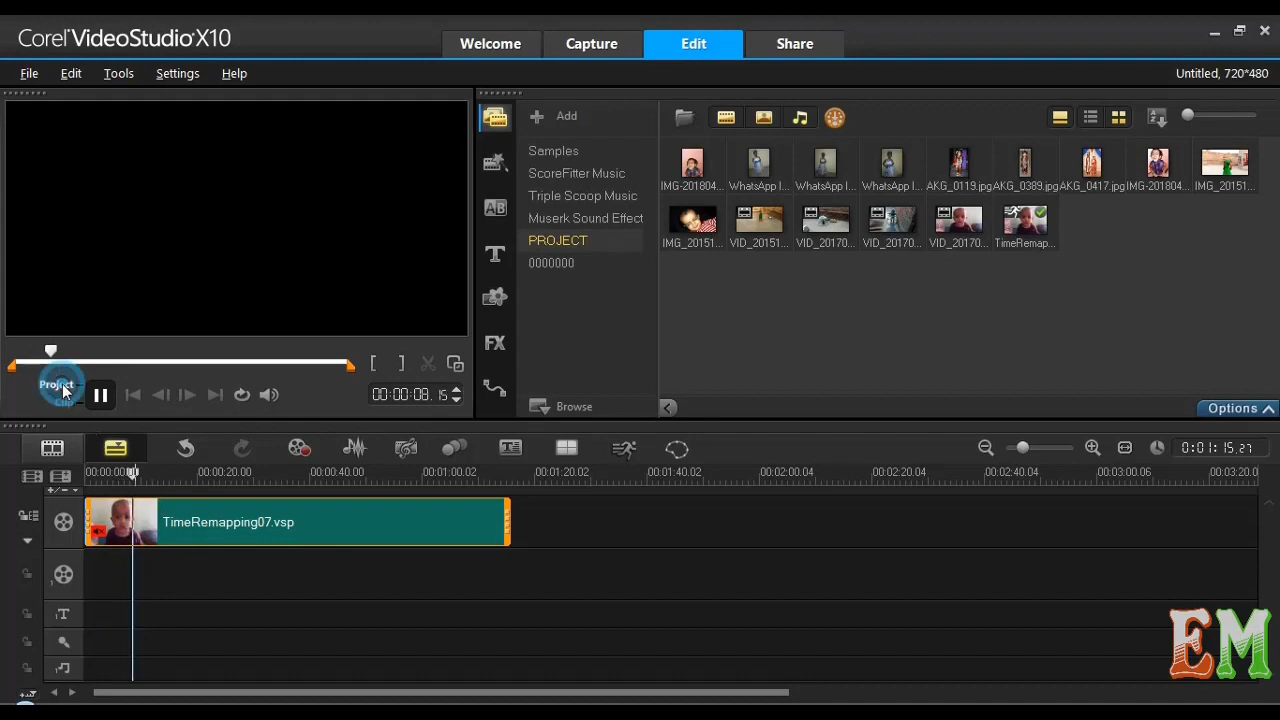 Corel VideoStudio X10
Welcome
Capture
Edit
Share
File
Edit
Tools
Settings
Help
Untitled, 720*480
Add
Samples
ScoreFitter Music
Triple Scoop Music
Muserk Sound Effect
PROJECT
0000000
Browse
IMG-201804...
WhatsApp I...
WhatsApp I...
WhatsApp I...
AKG_0119.jpg
AKG_0389.jpg
AKG_0417.jpg
IMG-201804...
IMG_20151...
IMG_20151...
VID_20151...
VID_20170...
VID_20170...
VID_20170...
TimeRemap...
Options
Project
Clip
00:00:08.15
0:01:15.27
00:00:20.00
00:00:40.00
00:01:00.02
00:01:20.02
00:01:40.02
00:02:00.04
00:02:20.04
00:02:40.04
00:03:00.06
00:03:20.0
TimeRemapping07.vsp
EM